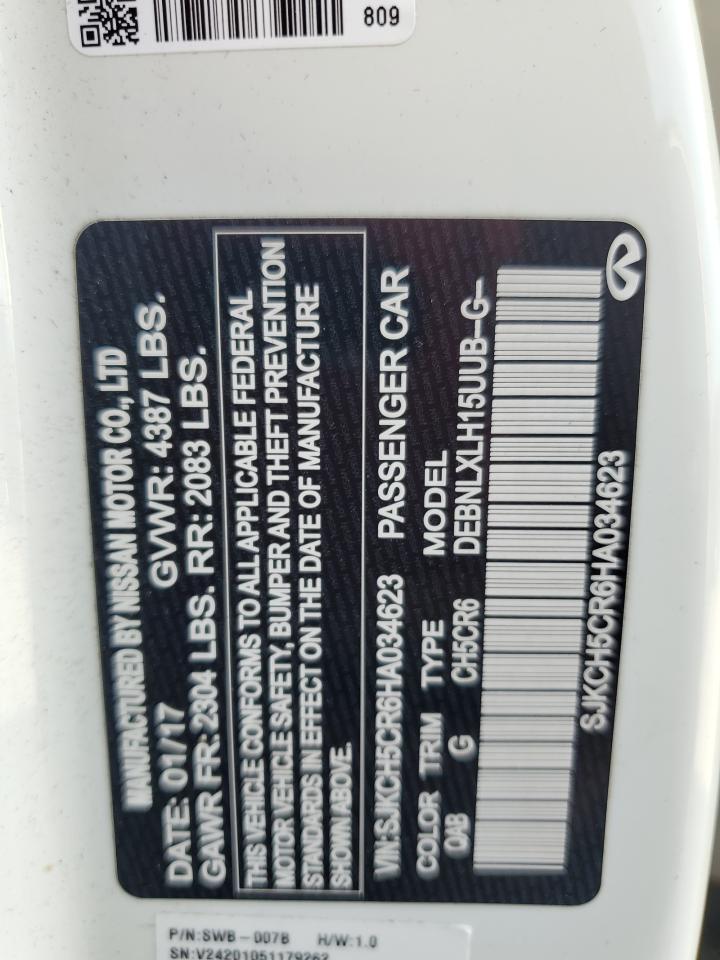 809
MANUFACTURED BY NISSAN MOTOR CO., LTD
DATE: 01/17 GVWR: 4387 LBS.
GAWR FR: 2304 LBS. RR: 2083 LBS.
THIS VEHICLE CONFORMS TO ALL APPLICABLE FEDERAL
MOTOR VEHICLE SAFETY, BUMPER AND THEFT PREVENTION
STANDARDS IN EFFECT ON THE DATE OF MANUFACTURE
SHOWN ABOVE.
VIN:SJKCH5CR6HA034623 PASSENGER CAR
COLOR TRIM TYPE MODEL
QAB G CH5CR6 DEBNLXLH15UUB-G-
SJKCH5CR6HA034623
P/N:SWB-007B H/W:1.0
SN:V24201051179262